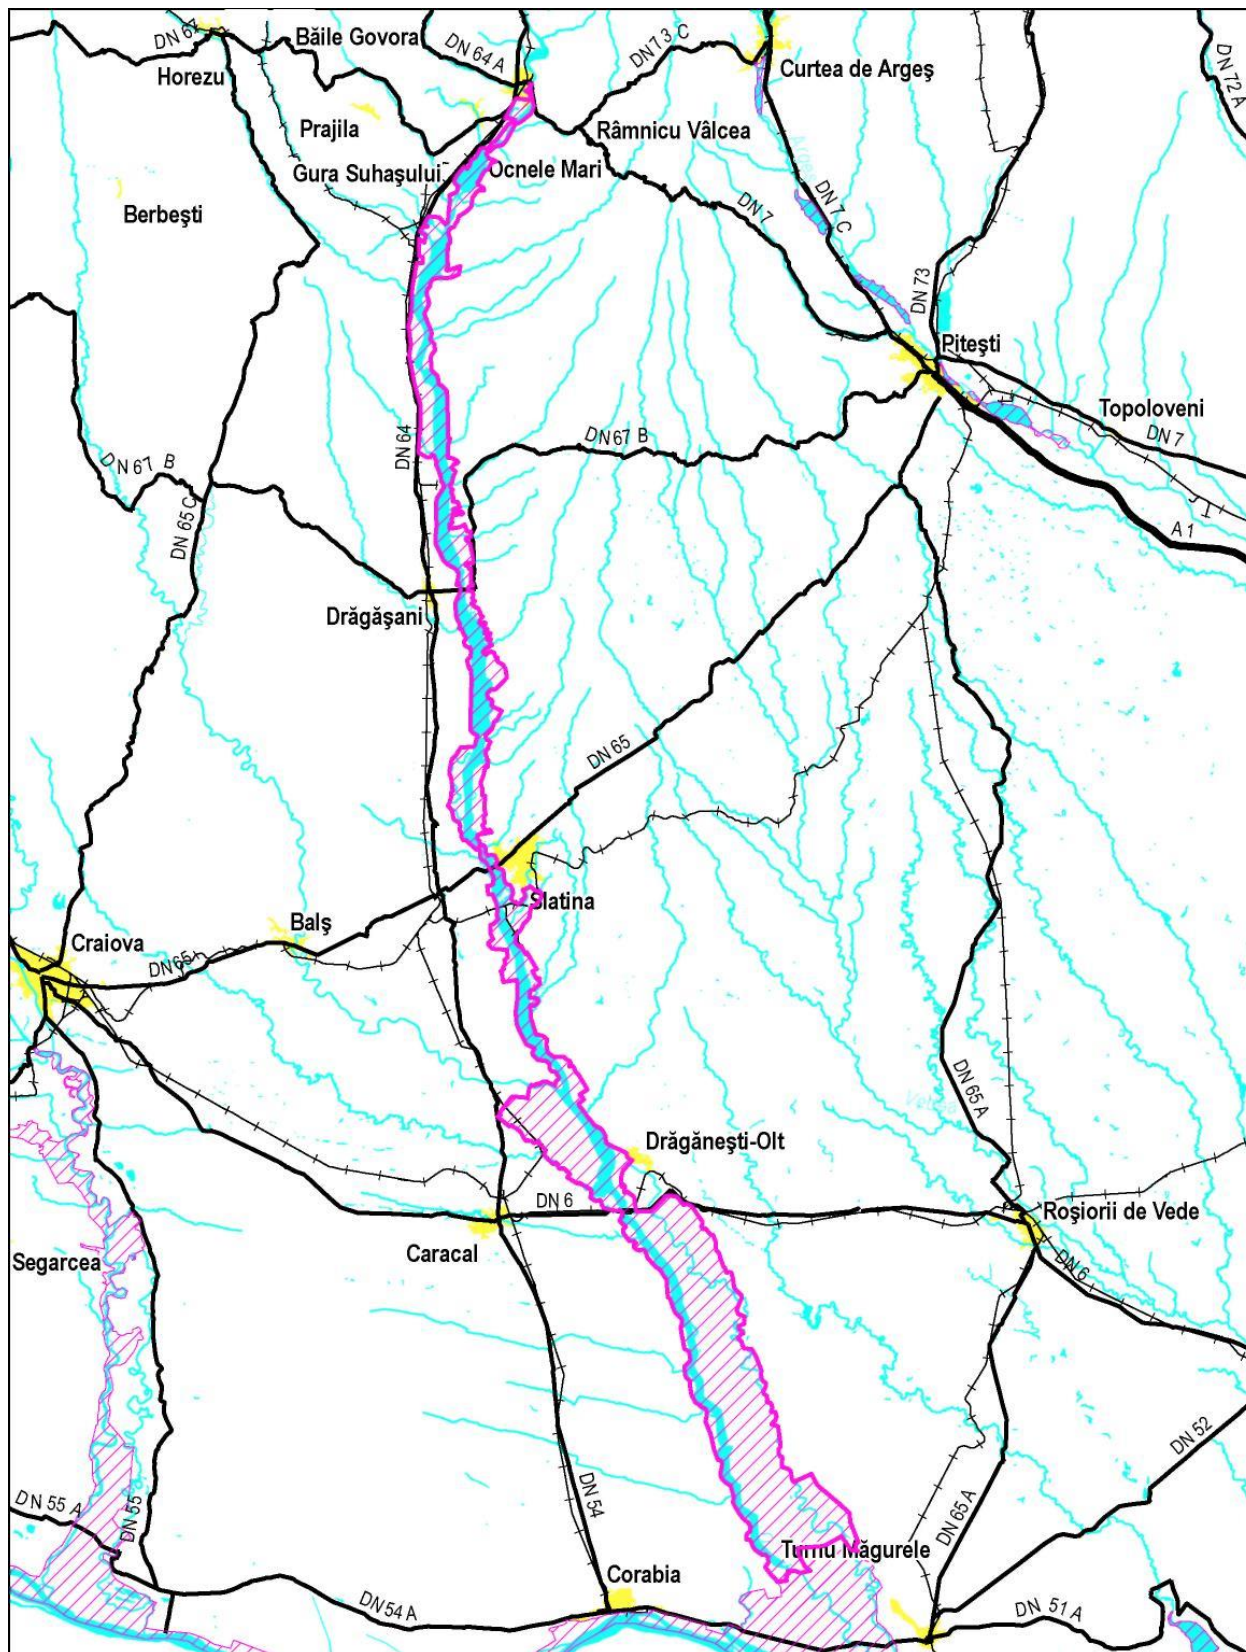 DN 67
Băile Govora
DN 64 A
DN 7 3 C
Curtea de Argeş
DN 72 A
Horezu
Prajila
Râmnicu Vâlcea
Gura Suhaşului
Ocnele Mari
Berbeşti
DN 7
DN 7 C
DN 73
Piteşti
Topoloveni
DN 7
DN 64
DN 67 B
DN 67 B
DN 65 C
A 1
Drăgăşani
DN 65
Slatina
Balş
Craiova
DN 65
DN 65 A
Drăgăneşti-Olt
DN 6
Roşiorii de Vede
Caracal
Segarcea
DN 6
DN 52
DN 55 A
DN 55
DN 54
DN 65 A
Turnu Măgurele
Corabia
DN 54 A
DN 51 A